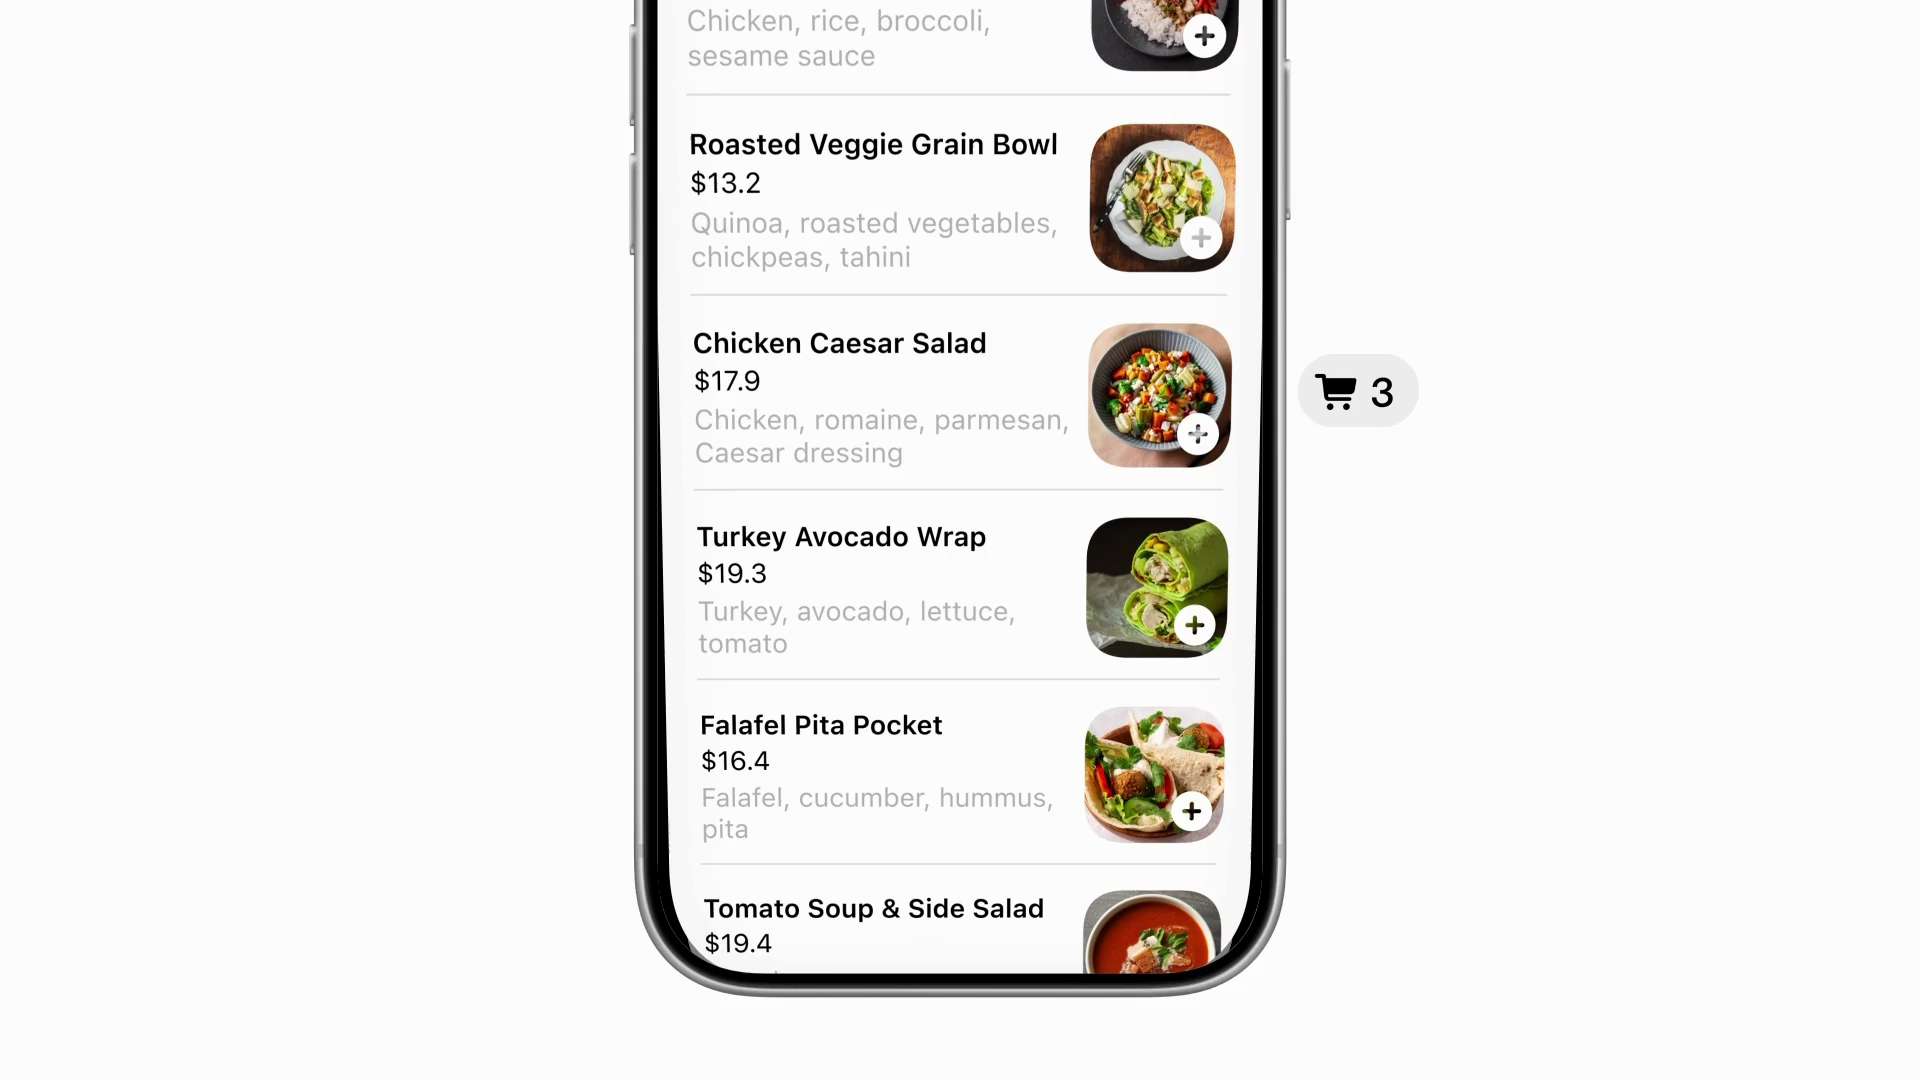 Chicken, rice, broccoli,
sesame sauce
Roasted Veggie Grain Bowl
$13.2
Quinoa, roasted vegetables,
chickpeas, tahini
Chicken Caesar Salad
$17.9
Chicken, romaine, parmesan,
Caesar dressing
3
Turkey Avocado Wrap
$19.3
Turkey, avocado, lettuce,
tomato
Falafel Pita Pocket
$16.4
Falafel, cucumber, hummus,
pita
Tomato Soup & Side Salad
$19.4